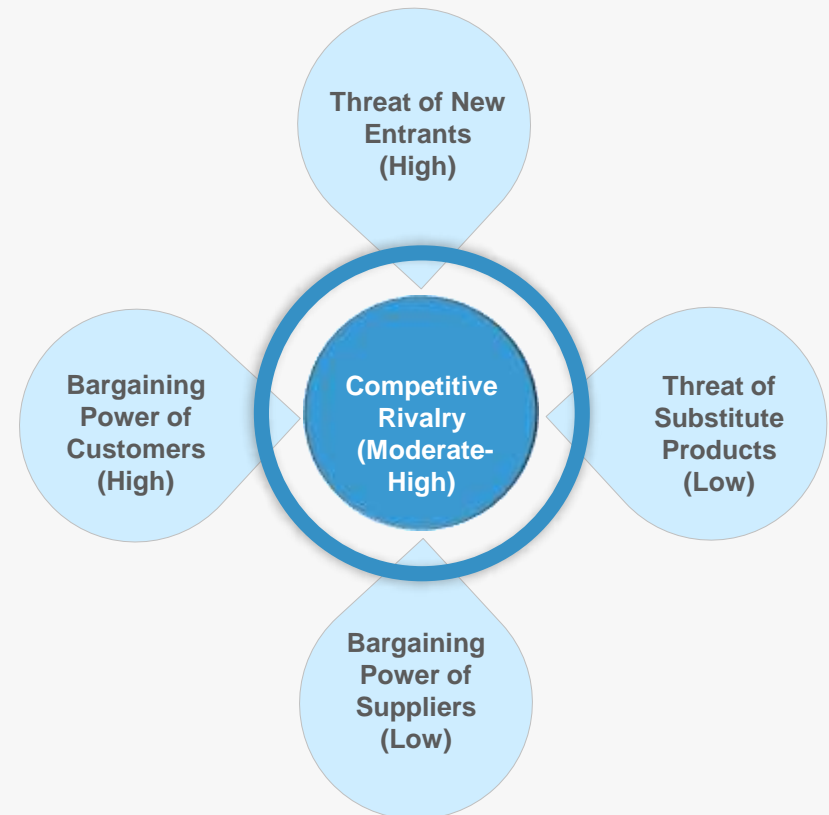 Threat of New
Entrants
(High)
Bargaining
Power of
Customers
(High)
Competitive
Rivalry
(Moderate-
High)
Threat of
Substitute
Products
(Low)
Bargaining
Power of
Suppliers
(Low)